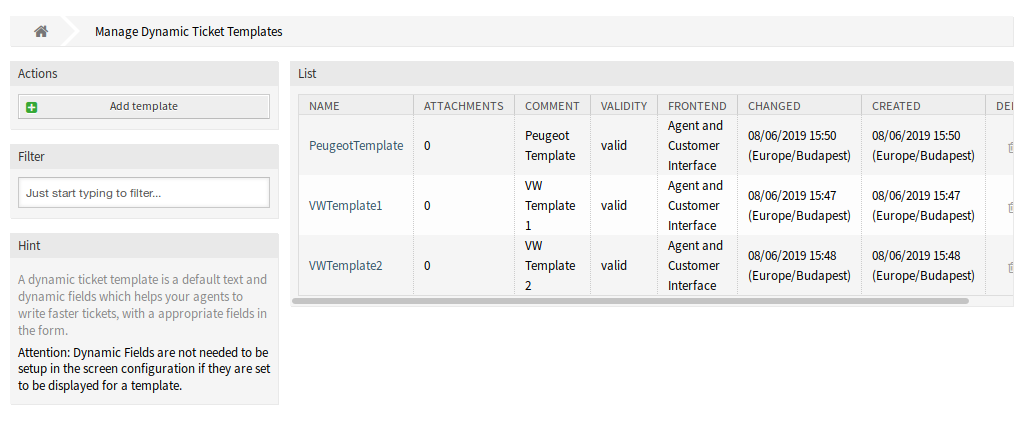 Manage Dynamic Ticket Templates
Actions
Add template
Filter
Just start typing to filter...
Hint
A dynamic ticket template is a default text and
dynamic fields which helps your agents to
write faster tickets, with a appropriate fields in
the form.
Attention: Dynamic Fields are not needed to be
setup in the screen configuration if they are set
to be displayed for a template.
List
NAME ATTACHMENTS COMMENT VALIDITY FRONTEND CHANGED CREATED
PeugeotTemplate 0 Peugeot Template valid Agent and Customer Interface 08/06/2019 15:50 (Europe/Budapest) 08/06/2019 15:50 (Europe/Budapest)
VWTemplate1 0 VW Template 1 valid Agent and Customer Interface 08/06/2019 15:47 (Europe/Budapest) 08/06/2019 15:47 (Europe/Budapest)
VWTemplate2 0 VW Template 2 valid Agent and Customer Interface 08/06/2019 15:48 (Europe/Budapest) 08/06/2019 15:48 (Europe/Budapest)